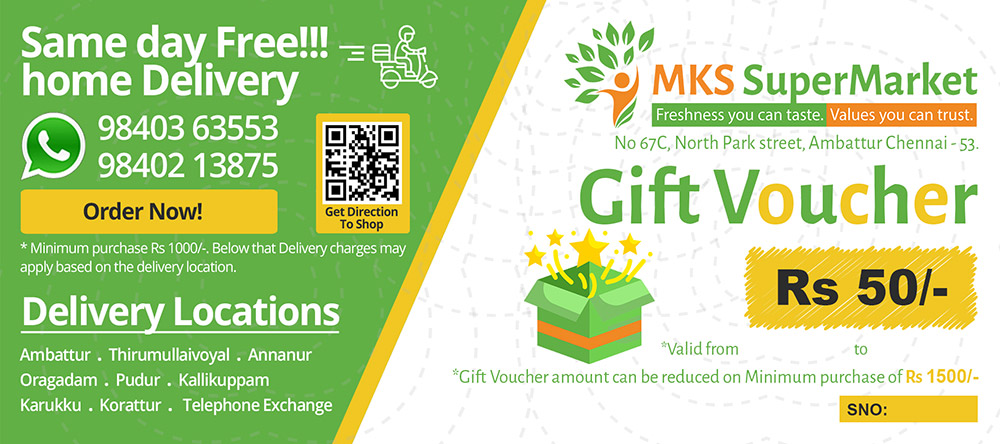 Same day Free!!!
home Delivery
98403 63553
98402 13875
Order Now!
Get Direction
To Shop
* Minimum purchase Rs 1000/-. Below that Delivery charges may
apply based on the delivery location.
Delivery Locations
Ambattur . Thirumullaivoyal . Annanur
Oragadam . Pudur . Kallikuppam
Karukku . Korattur . Telephone Exchange
MKS SuperMarket
Freshness you can taste. Values you can trust.
No 67C, North Park street, Ambattur Chennai - 53.
Gift Voucher
Rs 50/-
*Valid from to
*Gift Voucher amount can be reduced on Minimum purchase of Rs 1500/-
SNO: